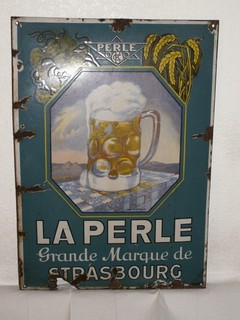 PERLE
LA PERLE
Grande Marque de
STRASBOURG